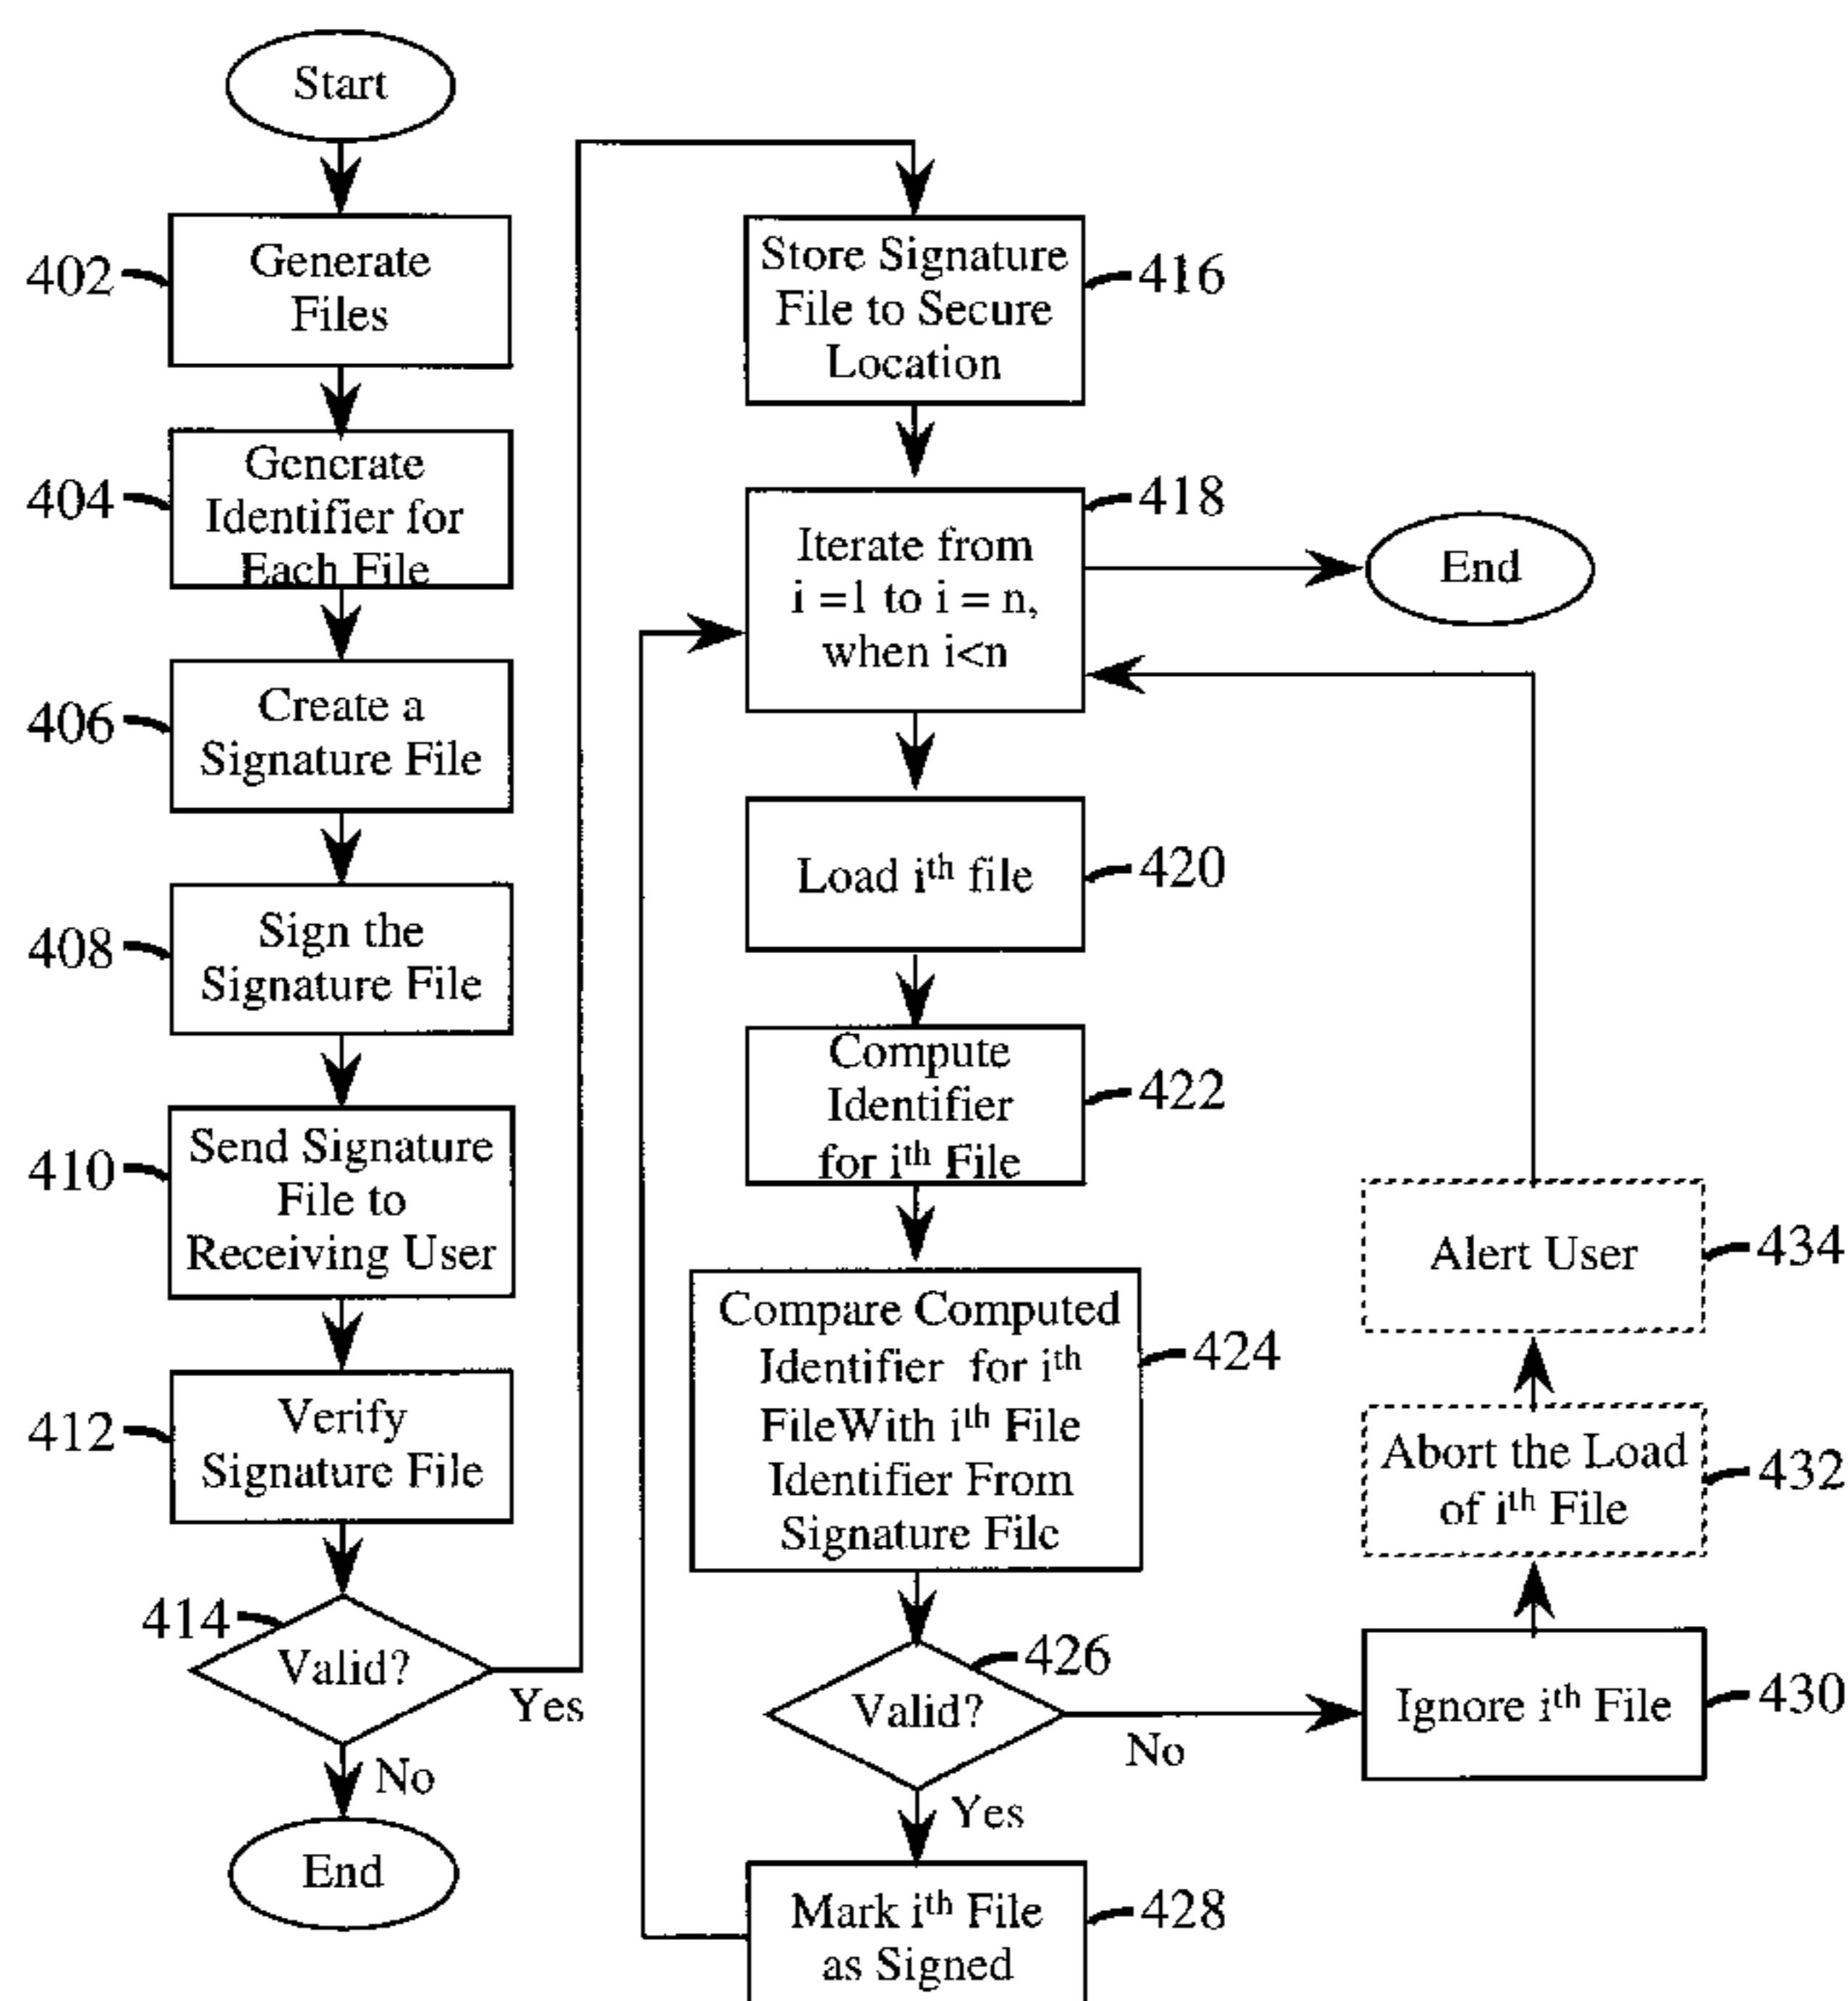 Start
402
Generate
Files
404
Generate
Identifier for
Each File
406
Create a
Signature File
408
Sign the
Signature File
410
Send Signature
File to
Receiving User
412
Verify
Signature File
414
Valid?
Yes
No
End
Store Signature
File to Secure
Location
416
Iterate from
i =1 to i = n,
when i<n
418
End
Load ith file
420
Compute
Identifier
for ith File
422
Compare Computed
Identifier for ith
FileWith ith File
Identifier From
Signature File
424
Valid?
426
No
Yes
Mark ith File
as Signed
428
Ignore ith File
430
Abort the Load
of ith File
432
Alert User
434